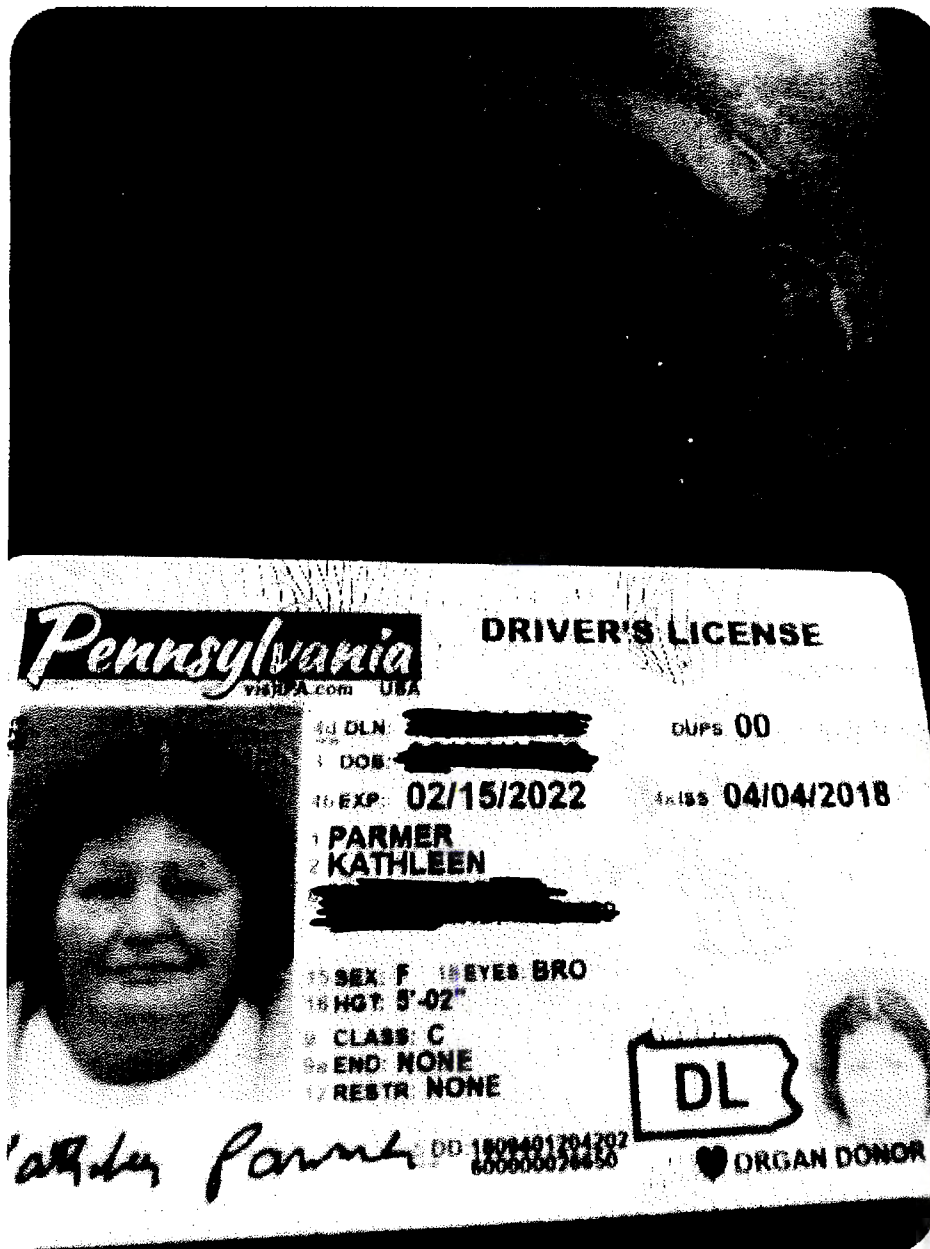 Pennsylvania
visitPA.com USA
DRIVER'S LICENSE
4d DLN:
DUPS 00
3 DOB:
4b EXP: 02/15/2022
4a ISS 04/04/2018
1 PARMER
2 KATHLEEN
15 SEX: F 18 EYES: BRO
16 HGT: 5'-02"
9 CLASS: C
9a END: NONE
12 RESTR NONE
DL
Kathleen Parmer
DD:
ORGAN DONOR